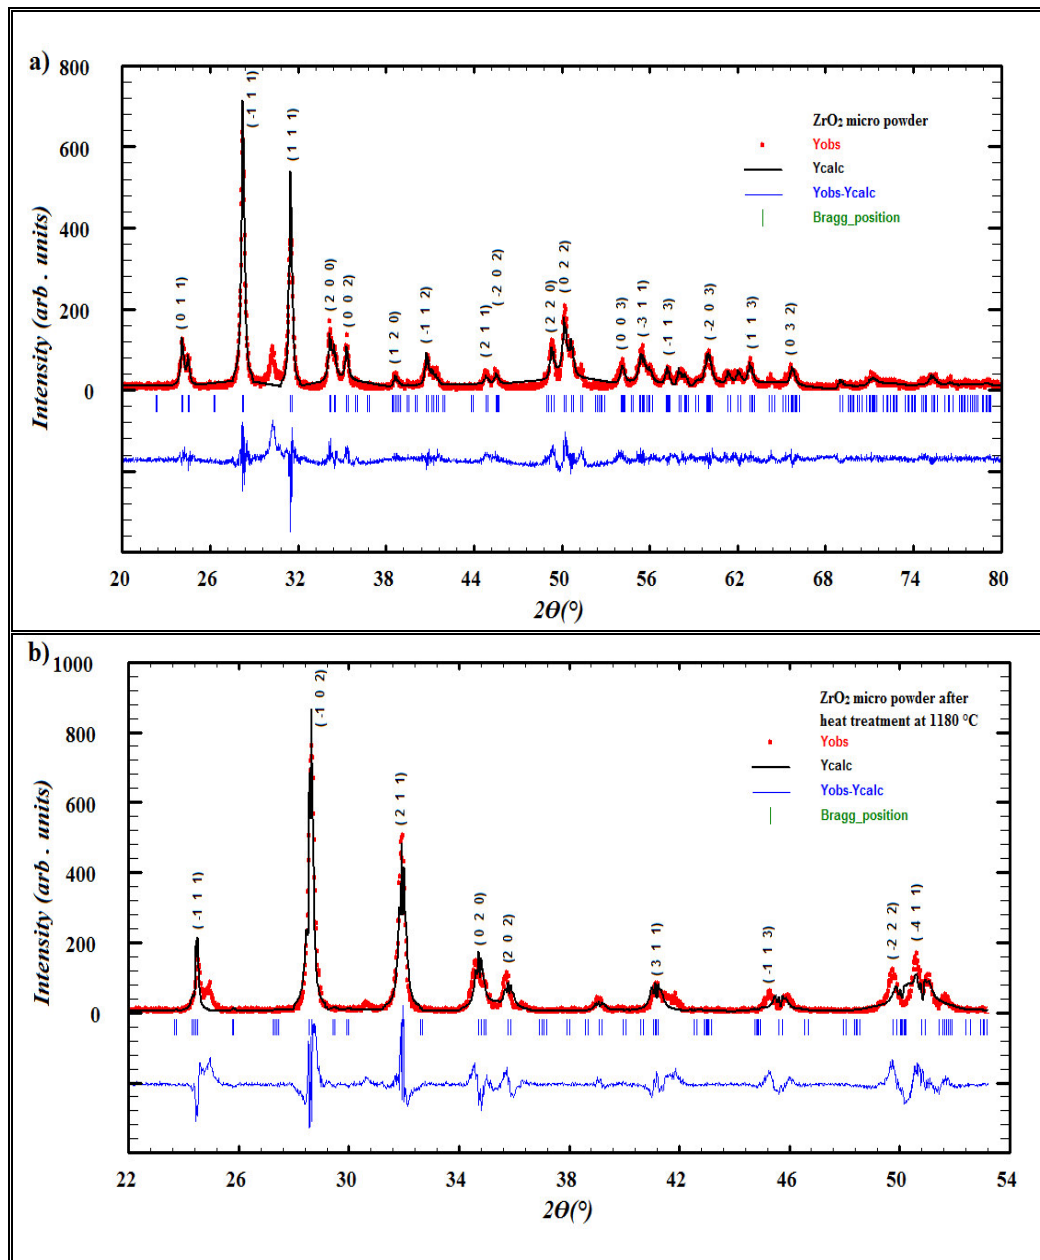 a)
800
600
400
200
0
Intensity (arb . units)
(0 1 1)
(-1 1 1)
(1 1 1)
(2 0 0)
(0 0 2)
(1 2 0)
(-1 1 2)
(2 1 1)
(-2 0 2)
(2 2 0)
(0 2 2)
(0 0 3)
(-3 1 1)
(-1 1 3)
(-2 0 3)
(1 1 3)
(0 3 2)
ZrO₂ micro powder
Yobs
Ycalc
Yobs-Ycalc
Bragg_position
20 26 32 38 44 50 56 62 68 74 80
2Θ(°)
b)
1000
800
600
400
200
0
Intensity (arb . units)
(-1 1 1)
(-1 0 2)
(2 1 1)
(0 2 0)
(2 0 2)
(3 1 1)
(-1 1 3)
(-2 2 2)
(-4 1 1)
ZrO₂ micro powder after
heat treatment at 1180 °C
Yobs
Ycalc
Yobs-Ycalc
Bragg_position
22 26 30 34 38 42 46 50 54
2Θ(°)